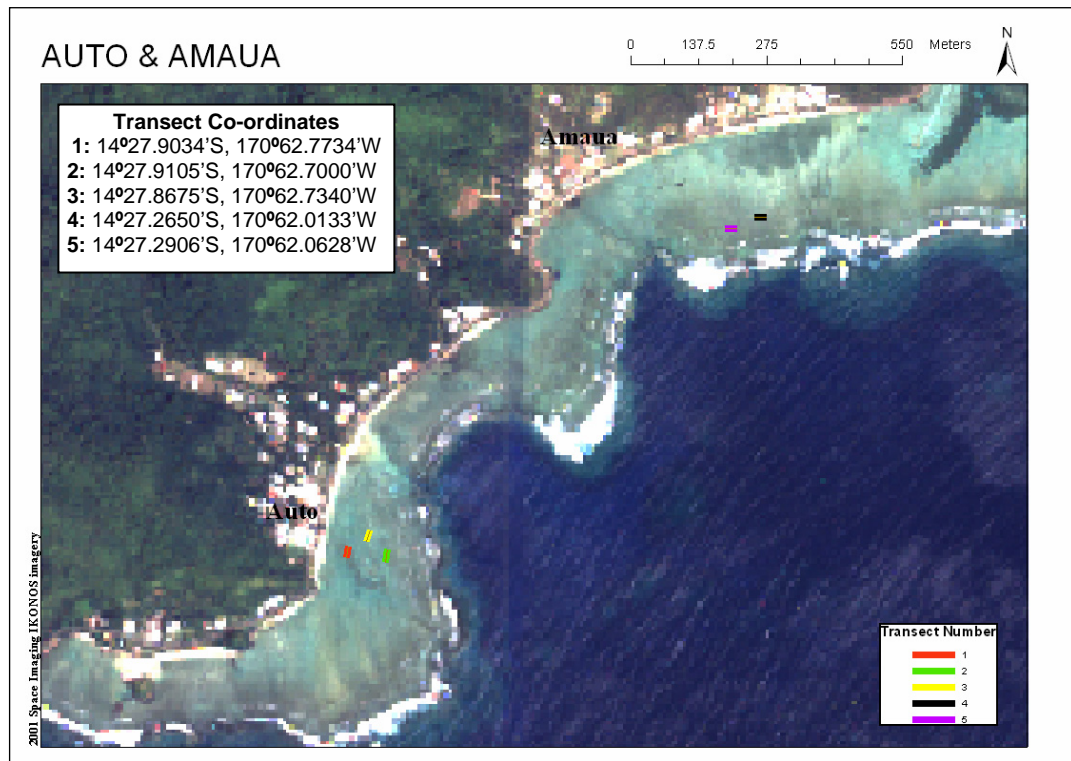 AUTO & AMAUA
0 137.5 275 550 Meters
N
Transect Co-ordinates
1: 14º27.9034'S, 170º62.7734'W
2: 14º27.9105'S, 170º62.7000'W
3: 14º27.8675'S, 170º62.7340'W
4: 14º27.2650'S, 170º62.0133'W
5: 14º27.2906'S, 170º62.0628'W
Amaua
Auto
2001 Space Imaging IKONOS imagery
Transect Number
1
2
3
4
5